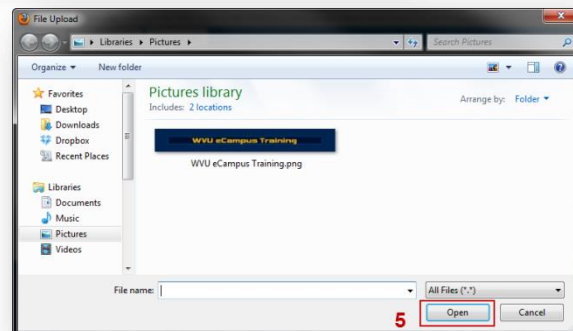 File Upload
Libraries Pictures
Search Pictures
Organize New folder
Favorites
Desktop
Downloads
Dropbox
Recent Places
Libraries
Documents
Music
Pictures
Videos
Pictures library
Includes: 2 locations
Arrange by: Folder
WVU eCampus Training
WVU eCampus Training.png
File name:
All Files (*.*)
5
Open
Cancel